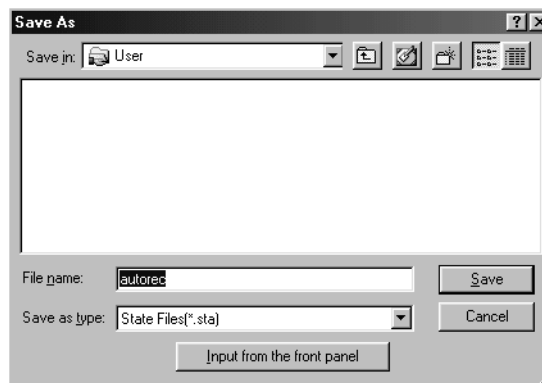 Save As
Save in: User
File name: autorec
Save
Save as type: State Files(*.sta)
Cancel
Input from the front panel